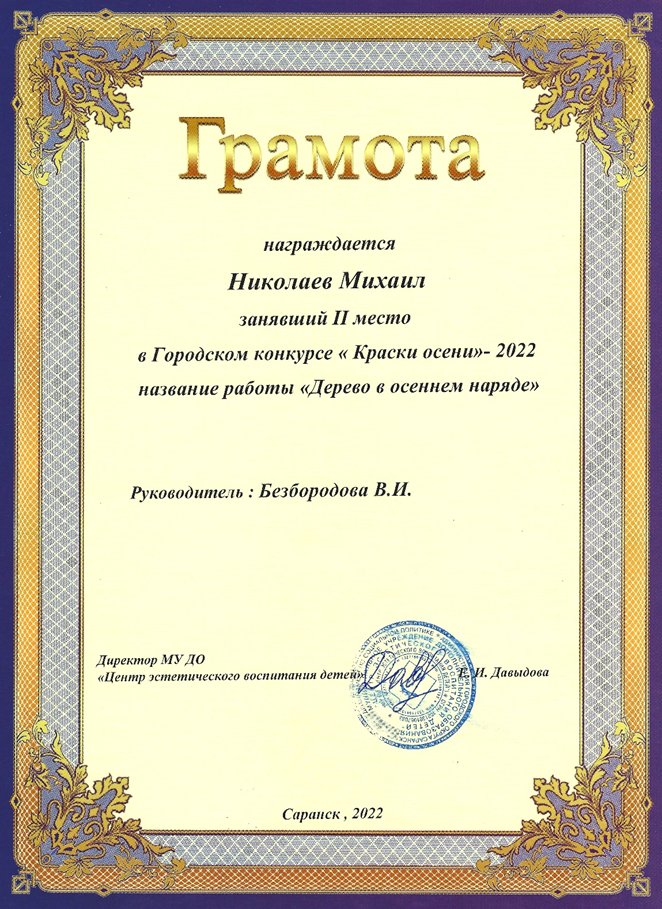 Грамота
награждается
Николаев Михаил
занявший II место
в Городском конкурсе « Краски осени»- 2022
название работы «Дерево в осеннем наряде»
Руководитель : Безбородова В.И.
Директор МУ ДО
«Центр эстетического воспитания детей» Е. И. Давыдова
Саранск , 2022